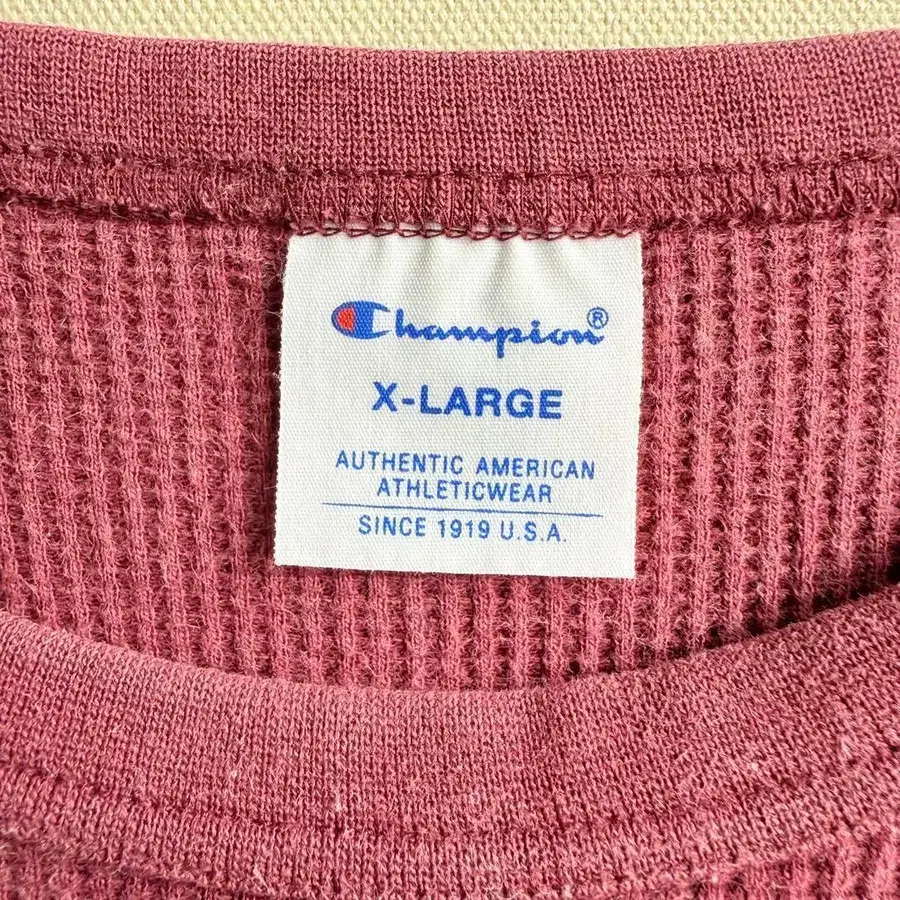 Champion®
X-LARGE
AUTHENTIC AMERICAN
ATHLETICWEAR
SINCE 1919 U.S.A.